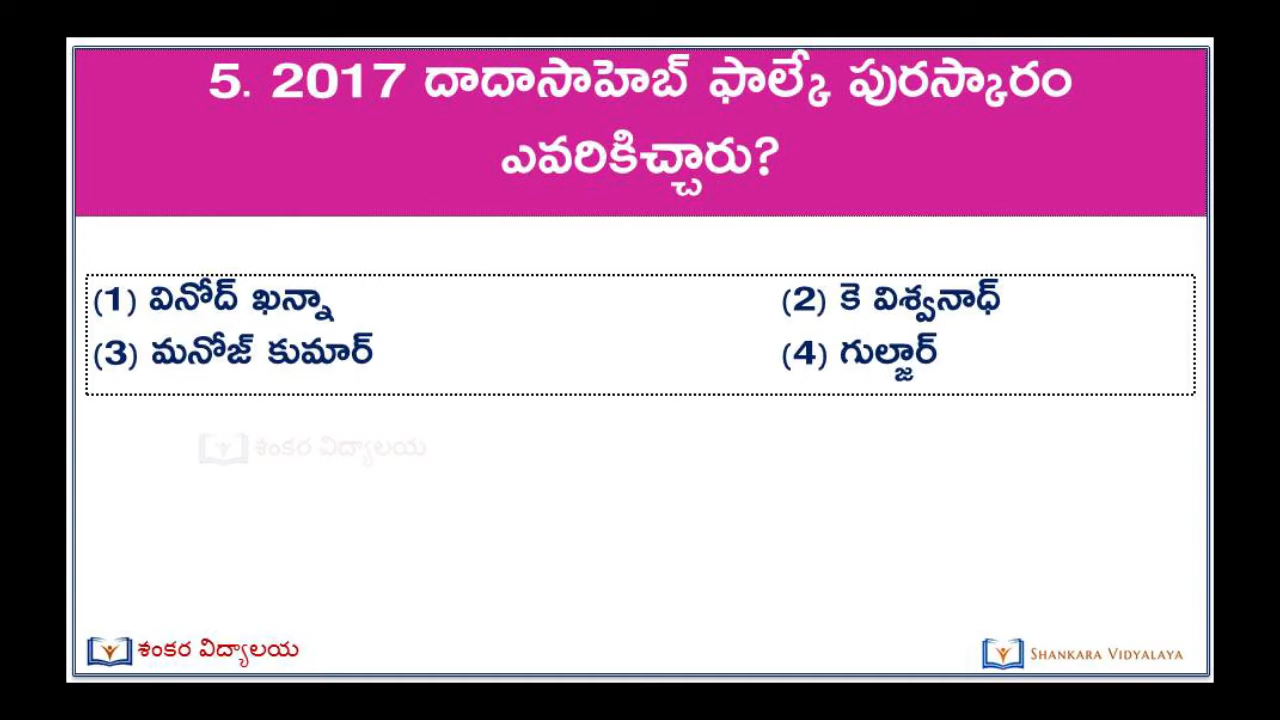 5. 2017 దాదాసాహెబ్ ఫాల్కే పురస్కారం
ఎవరికిచ్చారు?
(1) వినోద్ ఖన్నా (2) కె విశ్వనాధ్
(3) మనోజ్ కుమార్ (4) గుల్జార్
శంకర విద్యాలయ
శంకర విద్యాలయ SHANKARA VIDYALAYA